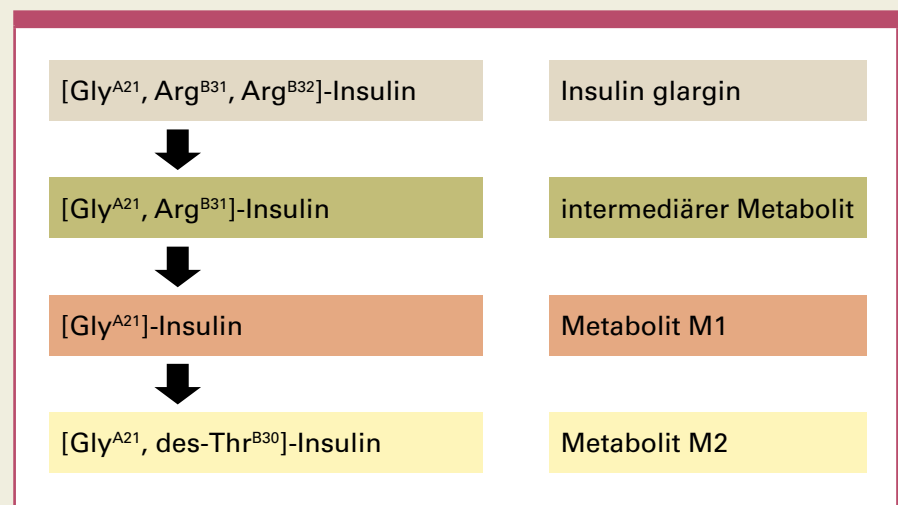 [Gly^A21, Arg^B31, Arg^B32]-Insulin Insulin glargin
[Gly^A21, Arg^B31]-Insulin intermediärer Metabolit
[Gly^A21]-Insulin Metabolit M1
[Gly^A21, des-Thr^B30]-Insulin Metabolit M2